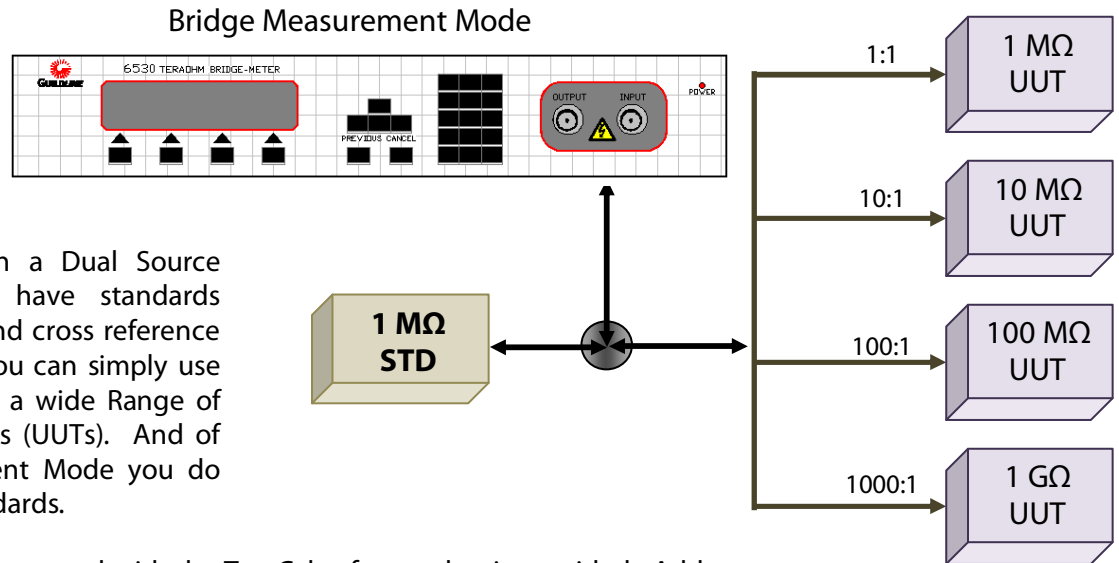 Bridge Measurement Mode
GUILDLINE
6530 TERAOHM BRIDGE-METER
PREVIOUS CANCEL
OUTPUT
INPUT
POWER
1:1
1 MΩ
UUT
10:1
10 MΩ
UUT
100:1
100 MΩ
UUT
1000:1
1 GΩ
UUT
1 MΩ
STD
a Dual Source
have standards
nd cross reference
ou can simply use
a wide Range of
s (UUTs). And of
ent Mode you do
dards.